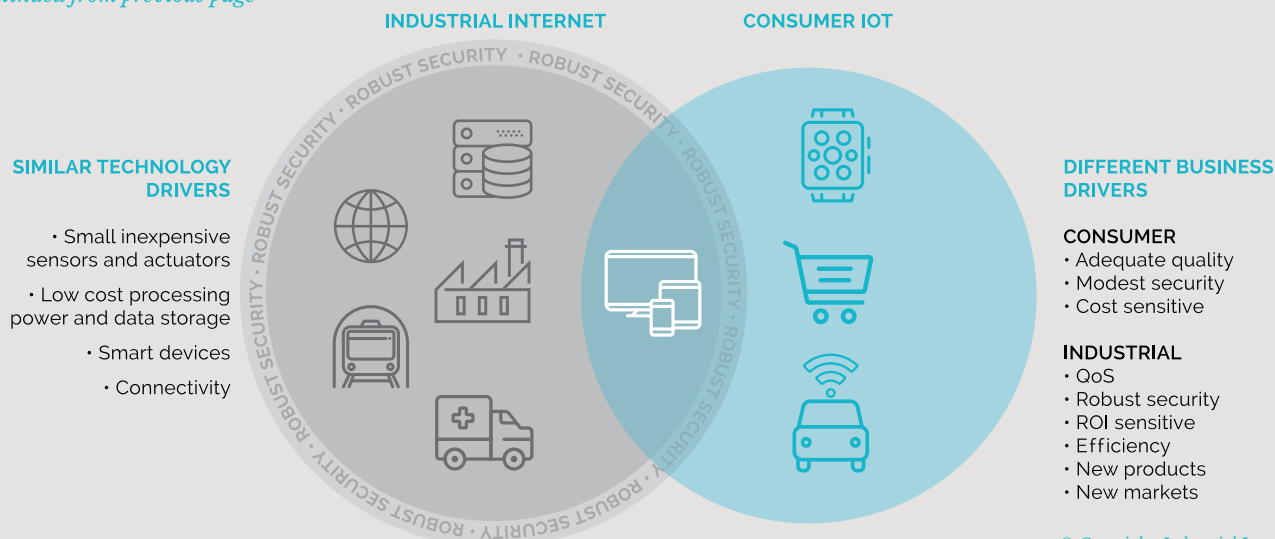 from previous page
INDUSTRIAL INTERNET
CONSUMER IOT
ROBUST SECURITY • ROBUST SECURITY • ROBUST SECURITY • ROBUST SECURITY • ROBUST SECURITY • ROBUST SECURITY • ROBUST SECURITY • ROBUST SECURITY •
SIMILAR TECHNOLOGY
DRIVERS
• Small inexpensive
sensors and actuators
• Low cost processing
power and data storage
• Smart devices
• Connectivity
DIFFERENT BUSINESS
DRIVERS
CONSUMER
• Adequate quality
• Modest security
• Cost sensitive
INDUSTRIAL
• QoS
• Robust security
• ROI sensitive
• Efficiency
• New products
• New markets